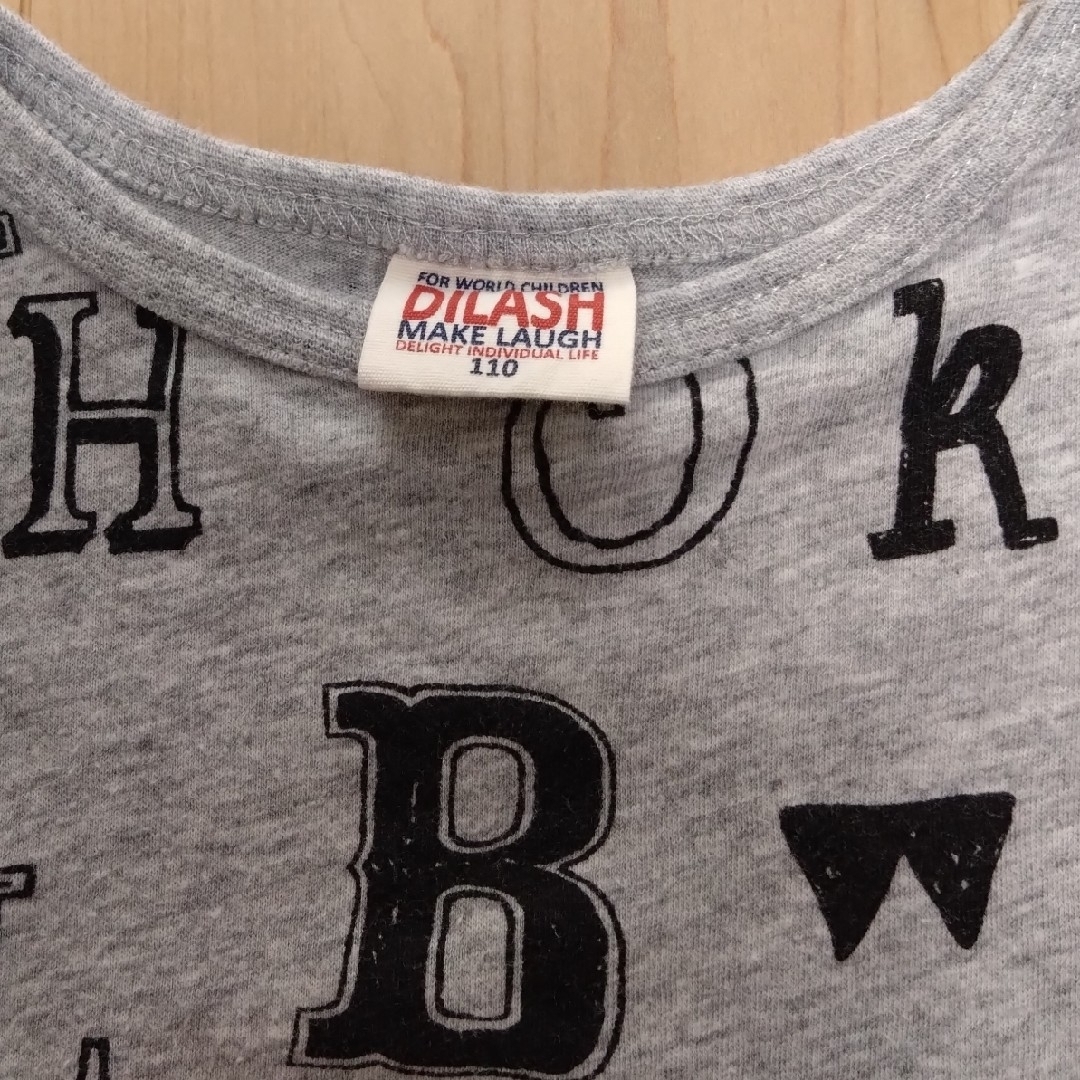 FOR WORLD CHILDREN
DILASH
MAKE LAUGH
DELIGHT INDIVIDUAL LIFE
110
H O k
B W